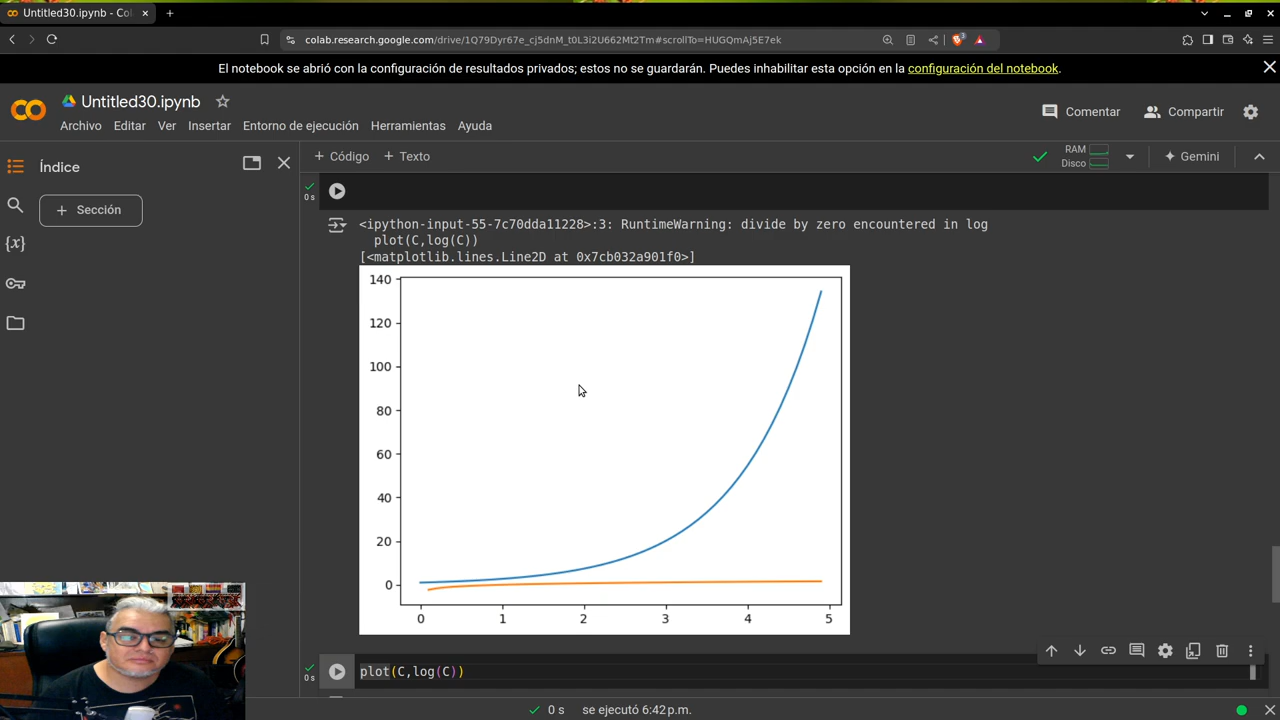 Untitled30.ipynb - Col
colab.research.google.com/drive/1Q79Dyr67e_cj5dnM_t0L3i2U662Mt2Tm#scrollTo=HUGQmAj5E7ek
El notebook se abrió con la configuración de resultados privados; estos no se guardarán. Puedes inhabilitar esta opción en la configuración del notebook.
Untitled30.ipynb
Archivo Editar Ver Insertar Entorno de ejecución Herramientas Ayuda
Comentar Compartir
Índice
+ Código + Texto
RAM
Disco
Gemini
+ Sección
0 s
<ipython-input-55-7c70dda11228>:3: RuntimeWarning: divide by zero encountered in log
plot(C,log(C))
[<matplotlib.lines.Line2D at 0x7cb032a901f0>]
140
120
100
80
60
40
20
0
0 1 2 3 4 5
0 s
plot(C,log(C))
0 s se ejecutó 6:42 p.m.